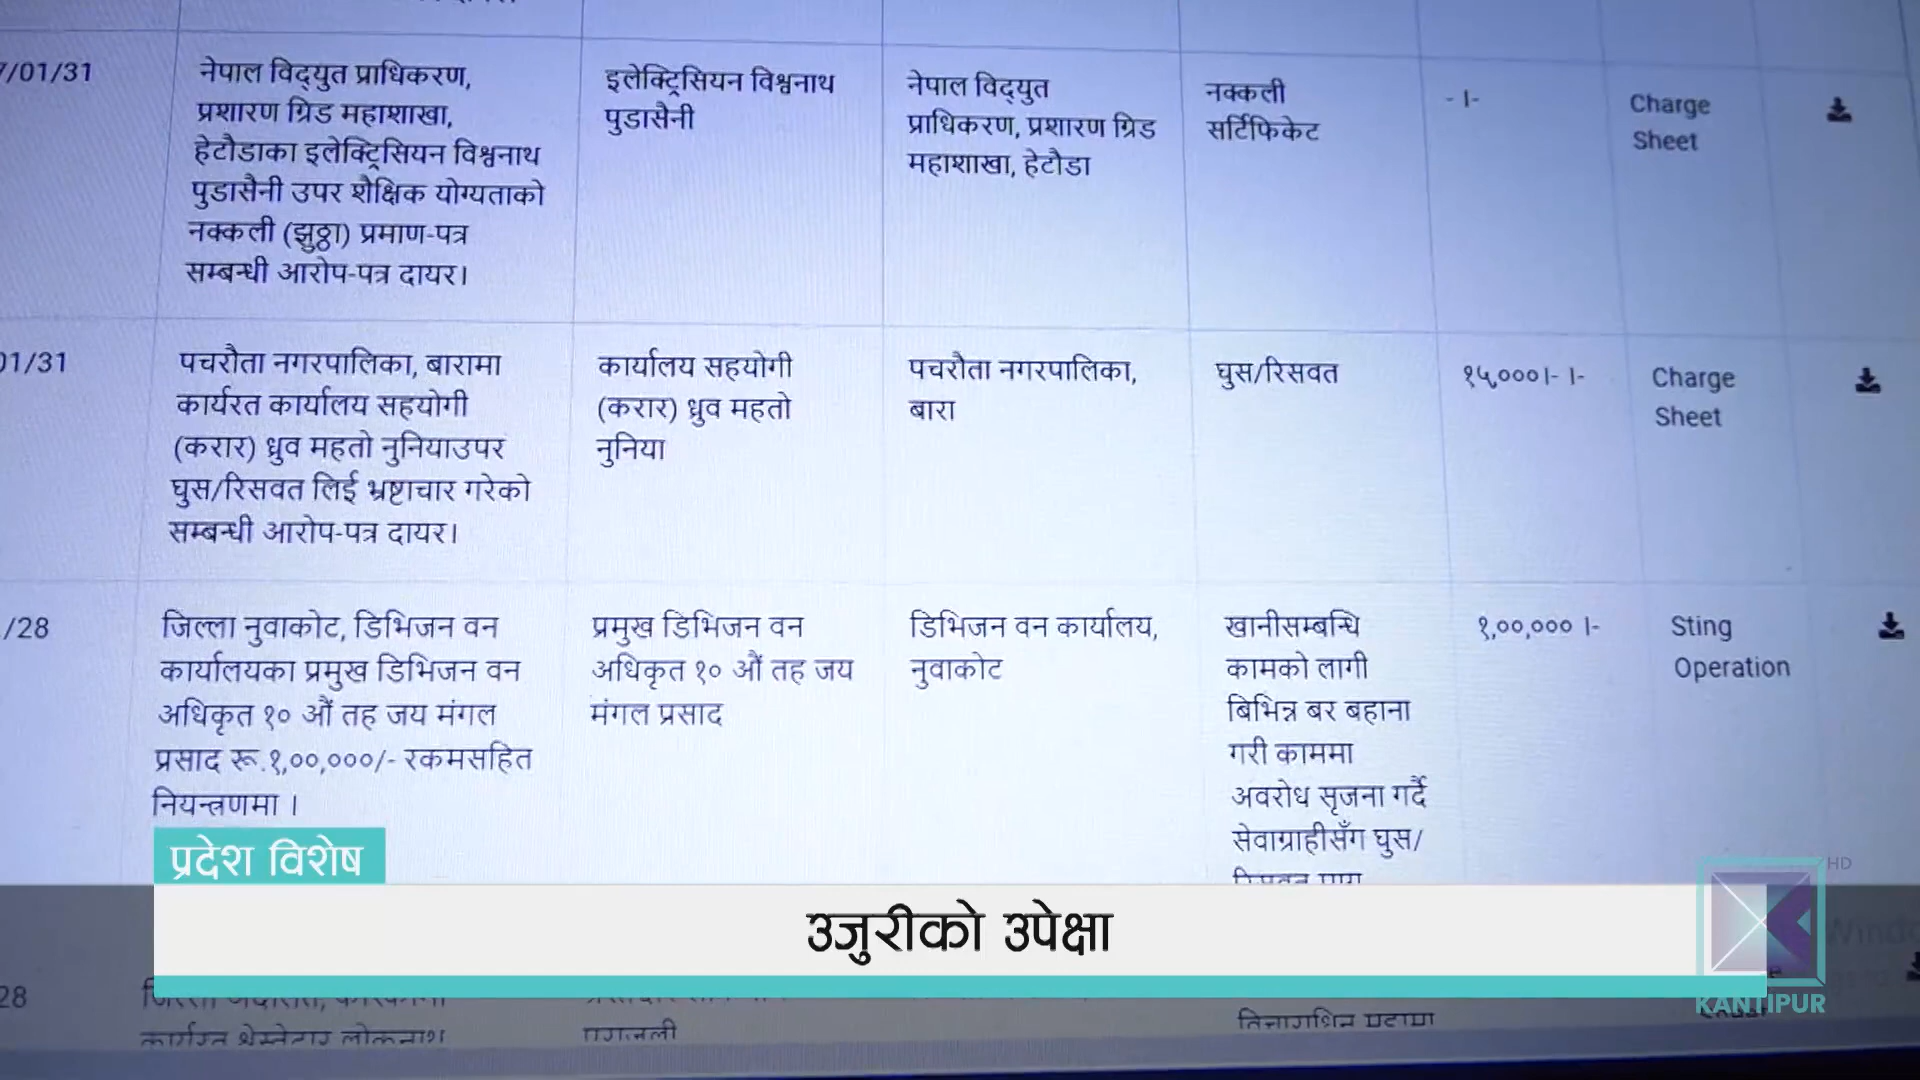 7/01/31
नेपाल विद्युत प्राधिकरण,
प्रशारण ग्रिड महाशाखा,
हेटौडाका इलेक्ट्रिसियन विश्वनाथ
पुडासैनी उपर शैक्षिक योग्यताको
नक्कली (झुठ्ठा) प्रमाण-पत्र
सम्बन्धी आरोप-पत्र दायर।
इलेक्ट्रिसियन विश्वनाथ
पुडासैनी
नेपाल विद्युत
प्राधिकरण, प्रशारण ग्रिड
महाशाखा, हेटौडा
नक्कली
सर्टिफिकेट
- ।-
Charge
Sheet
01/31
पचरौता नगरपालिका, बारामा
कार्यरत कार्यालय सहयोगी
(करार) ध्रुव महतो नुनियाउपर
घुस/रिसवत लिई भ्रष्टाचार गरेको
सम्बन्धी आरोप-पत्र दायर।
कार्यालय सहयोगी
(करार) ध्रुव महतो
नुनिया
पचरौता नगरपालिका,
बारा
घुस/रिसवत
१५,०००।- ।-
Charge
Sheet
/28
जिल्ला नुवाकोट, डिभिजन वन
कार्यालयका प्रमुख डिभिजन वन
अधिकृत १० औं तह जय मंगल
प्रसाद रू.१,००,०००/- रकमसहित
नियन्त्रणमा ।
प्रमुख डिभिजन वन
अधिकृत १० औं तह जय
मंगल प्रसाद
डिभिजन वन कार्यालय,
नुवाकोट
खानीसम्बन्धि
कामको लागी
बिभिन्न बर बहाना
गरी काममा
अवरोध सृजना गर्दै
सेवाग्राहीसँग घुस/
१,००,००० ।-
Sting
Operation
प्रदेश विशेष
उजुरीको उपेक्षा
HD
KANTIPUR
28